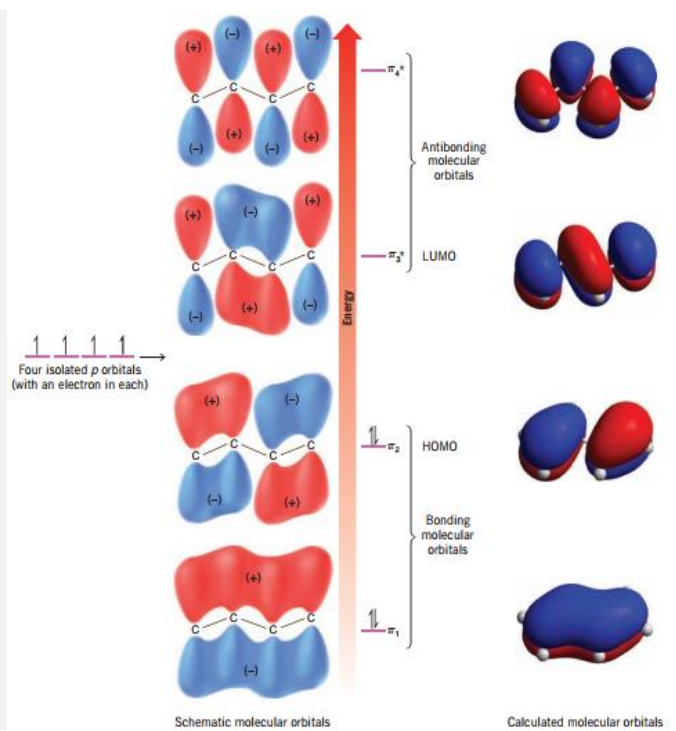 (+) (-) (+) (-)
C C C C
(-) (+) (-) (+)
π4*
Antibonding
molecular
orbitals
(+) (-) (+)
C C C C
(-) (+) (-)
π3* LUMO
Energy
Four isolated p orbitals
(with an electron in each)
(+) (-)
C C C C
(-) (+)
π2 HOMO
Bonding
molecular
orbitals
(+)
C C C C
(-)
π1
Schematic molecular orbitals
Calculated molecular orbitals